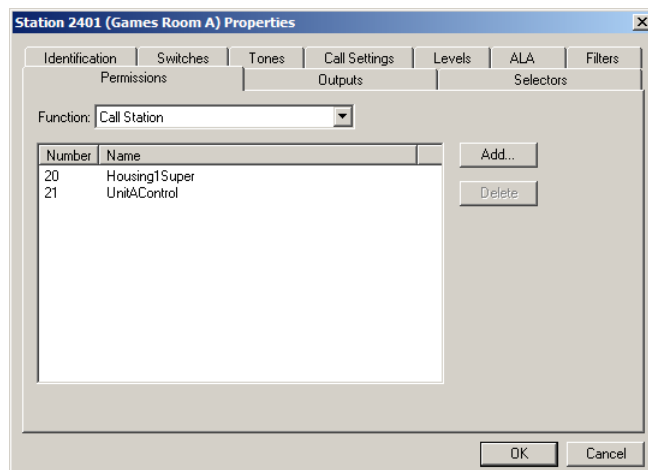 Station 2401 (Games Room A) Properties
Identification Switches Tones Call Settings Levels ALA Filters
Permissions Outputs Selectors
Function: Call Station
Number Name
Add...
20 Housing1Super
21 UnitAControl
Delete
OK Cancel